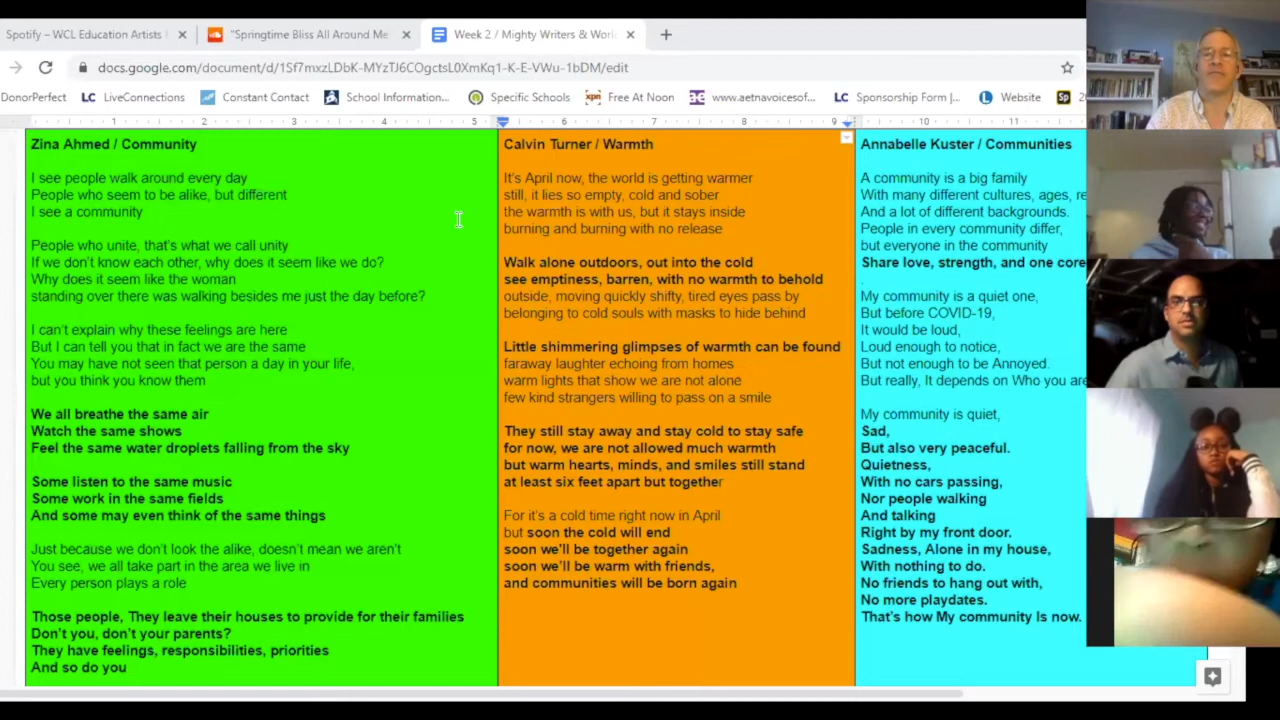 Spotify – WCL Education Artists
"Springtime Bliss All Around Me
Week 2 / Mighty Writers & Worl
docs.google.com/document/d/1Sf7mxzLDbK-MYzTJ6COgctsL0XmKq1-K-E-VWu-1bDM/edit
DonorPerfect
LC LiveConnections
Constant Contact
School Information...
Specific Schools
xpn Free At Noon
ae www.aetnavoicesof...
LC Sponsorship Form |...
L Website
Sp
1 2 3 4 5 6 7 8 9 10 11
Zina Ahmed / Community
I see people walk around every day
People who seem to be alike, but different
I see a community
People who unite, that's what we call unity
If we don't know each other, why does it seem like we do?
Why does it seem like the woman
standing over there was walking besides me just the day before?
I can't explain why these feelings are here
But I can tell you that in fact we are the same
You may have not seen that person a day in your life,
but you think you know them
We all breathe the same air
Watch the same shows
Feel the same water droplets falling from the sky
Some listen to the same music
Some work in the same fields
And some may even think of the same things
Just because we don't look the alike, doesn't mean we aren't
You see, we all take part in the area we live in
Every person plays a role
Those people, They leave their houses to provide for their families
Don't you, don't your parents?
They have feelings, responsibilities, priorities
And so do you
Calvin Turner / Warmth
It's April now, the world is getting warmer
still, it lies so empty, cold and sober
the warmth is with us, but it stays inside
burning and burning with no release
Walk alone outdoors, out into the cold
see emptiness, barren, with no warmth to behold
outside, moving quickly shifty, tired eyes pass by
belonging to cold souls with masks to hide behind
Little shimmering glimpses of warmth can be found
faraway laughter echoing from homes
warm lights that show we are not alone
few kind strangers willing to pass on a smile
They still stay away and stay cold to stay safe
for now, we are not allowed much warmth
but warm hearts, minds, and smiles still stand
at least six feet apart but together
For it's a cold time right now in April
but soon the cold will end
soon we'll be together again
soon we'll be warm with friends,
and communities will be born again
Annabelle Kuster / Communities
A community is a big family
With many different cultures, ages, re
And a lot of different backgrounds.
People in every community differ,
but everyone in the community
Share love, strength, and one core
.
My community is a quiet one,
But before COVID-19,
It would be loud,
Loud enough to notice,
But not enough to be Annoyed.
But really, It depends on Who you are
My community is quiet,
Sad,
But also very peaceful.
Quietness,
With no cars passing,
Nor people walking
And talking
Right by my front door.
Sadness, Alone in my house,
With nothing to do.
No friends to hang out with,
No more playdates.
That's how My community Is now.